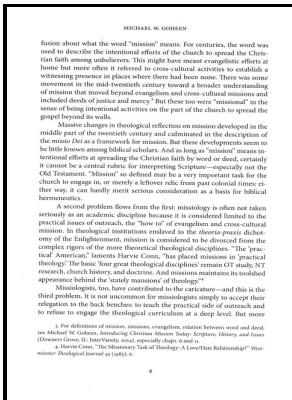 MICHAEL W. GOHEEN
fusion about what the word "mission" means. For centuries, the word was
used to describe the intentional efforts of the church to spread the Chris-
tian faith among unbelievers. This might have meant evangelistic efforts at
home but more often it referred to cross-cultural activities to establish a
witnessing presence in places where there had been none. There was some
movement in the mid-twentieth century toward a broader understanding
of mission that moved beyond evangelism and cross-cultural missions and
included deeds of justice and mercy.³ But these too were "missional" in the
sense of being intentional activities on the part of the church to spread the
gospel beyond its walls.
Massive changes in theological reflection on mission developed in the
middle part of the twentieth century and culminated in the description of
the missio Dei as a framework for mission. But these developments seem to
be little known among biblical scholars. And as long as "mission" means in-
tentional efforts at spreading the Christian faith by word or deed, certainly
it cannot be a central rubric for interpreting Scripture—especially not the
Old Testament. "Mission" so defined may be a very important task for the
church to engage in, or merely a leftover relic from past colonial times: ei-
ther way, it can hardly merit serious consideration as a basis for biblical
hermeneutics.
A second problem flows from the first: missiology is often not taken
seriously as an academic discipline because it is considered limited to the
practical issues of outreach, the "how to" of evangelism and cross-cultural
mission. In theological institutions enslaved to the theoria-praxis dichot-
omy of the Enlightenment, mission is considered to be divorced from the
complex rigors of the more theoretical theological disciplines. "The 'prac-
tical' American," laments Harvie Conn, "has placed missions in 'practical
theology.' The basic 'four great theological disciplines' remain OT study, NT
research, church history, and doctrine. And missions maintains its toolshed
appearance behind the 'stately mansions' of theology."⁴
Missiologists, too, have contributed to the caricature—and this is the
third problem. It is not uncommon for missiologists simply to accept their
relegation to the back benches to teach the practical side of outreach and
to refuse to engage the theological curriculum at a deep level. But more
3. For definitions of mission, missions, evangelism, relation between word and deed,
see Michael W. Goheen, Introducing Christian Mission Today: Scripture, History, and Issues
(Downers Grove, IL: InterVarsity, 2014), especially chaps. 6 and 11.
4. Harvie Conn, "The Missionary Task of Theology: A Love/Hate Relationship?" West-
minster Theological Journal 45 (1983): 6.
4